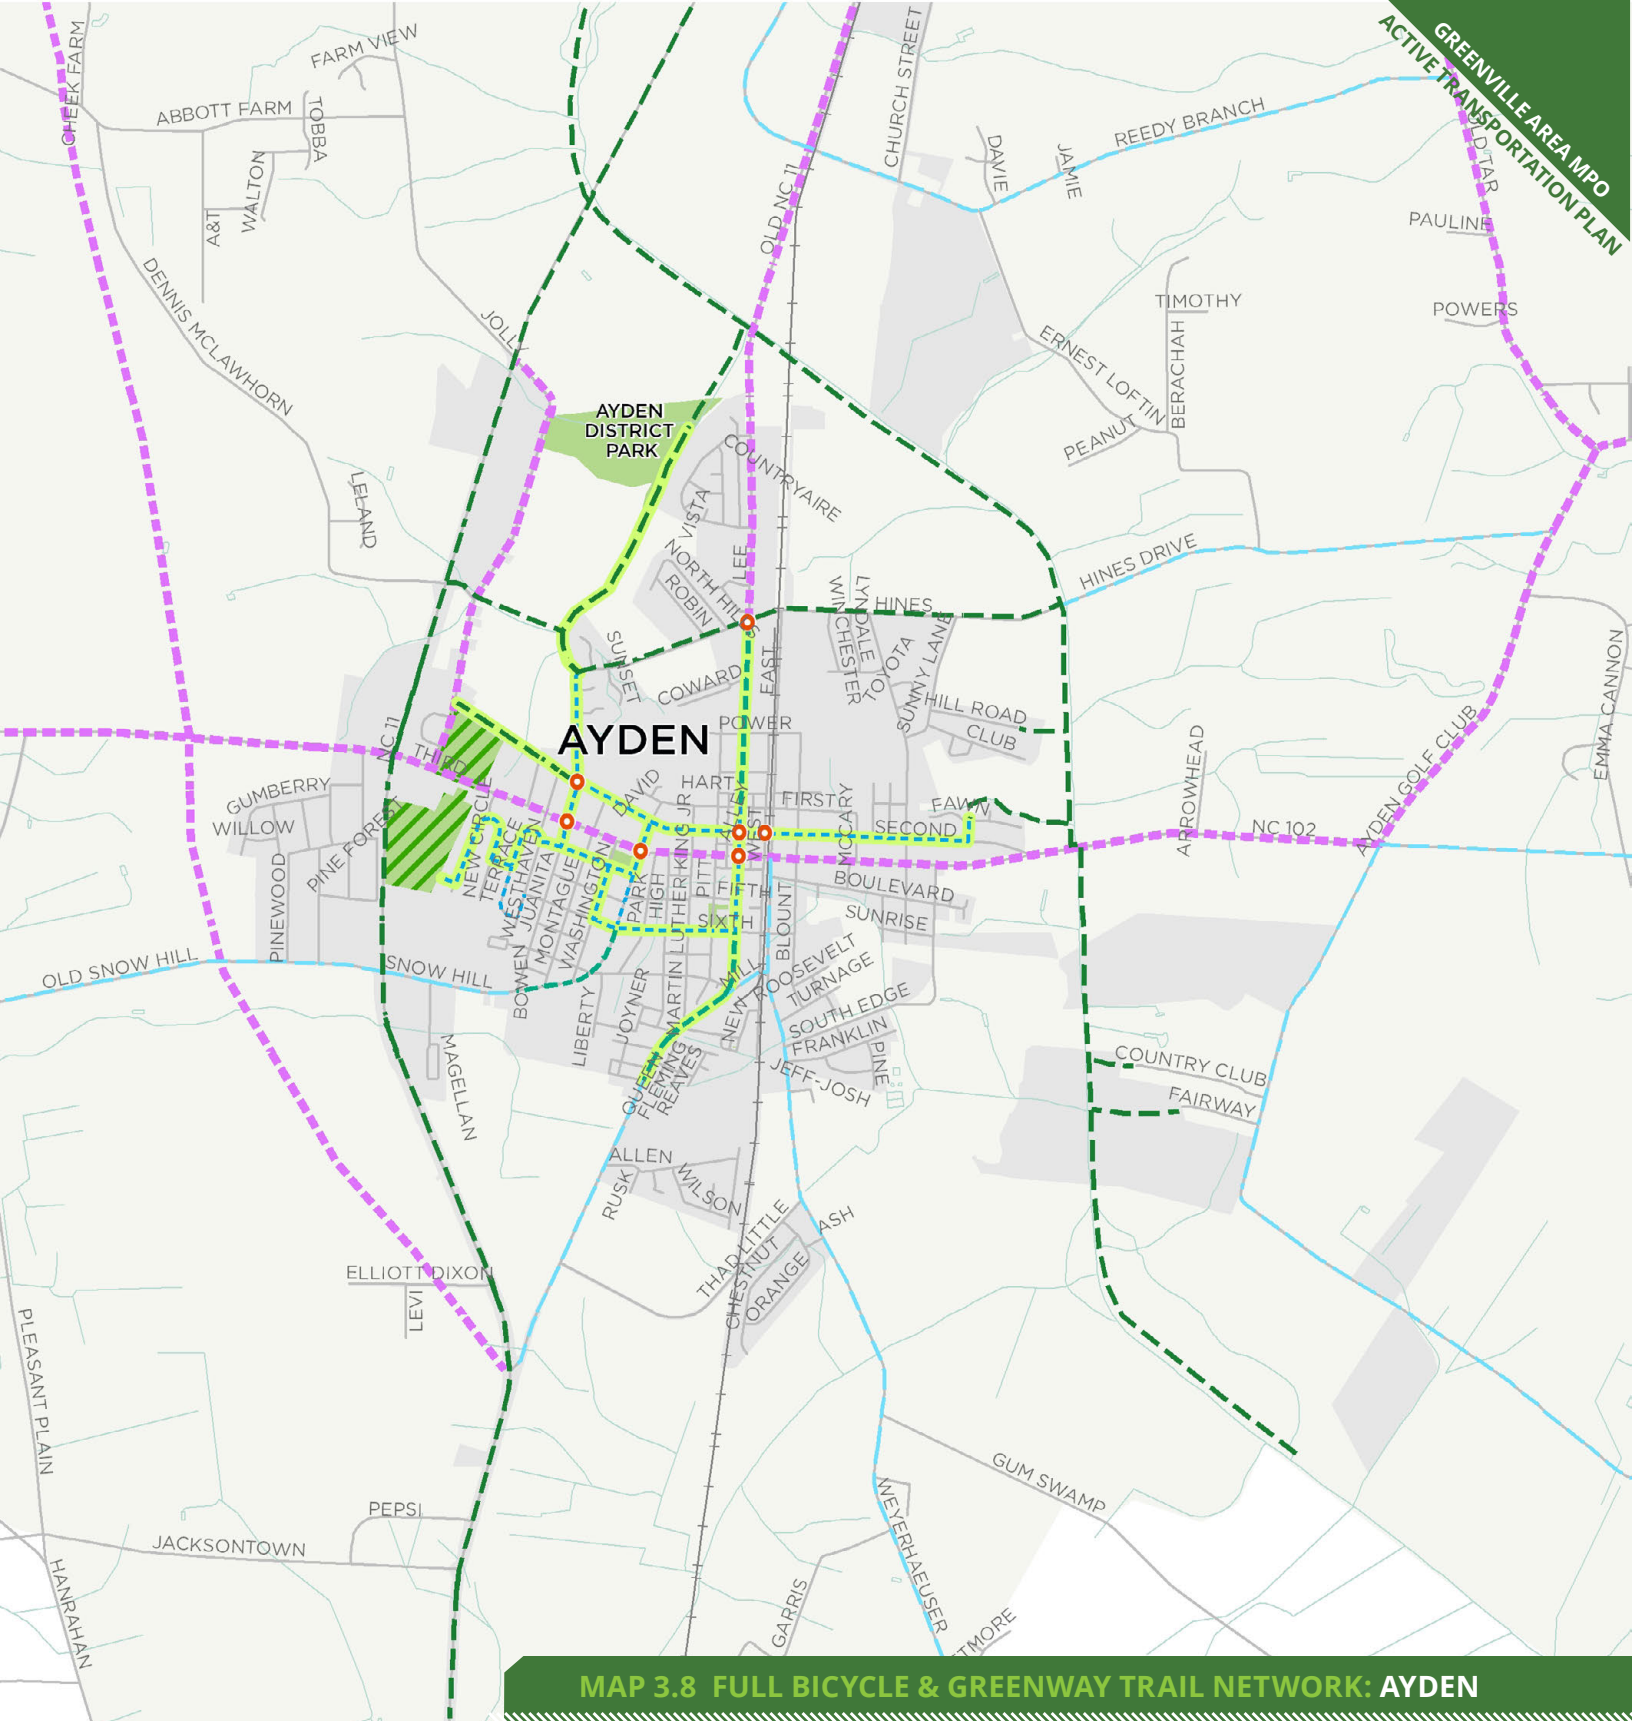 GREENVILLE AREA MPO
ACTIVE TRANSPORTATION PLAN
CHEEK FARM
FARM VIEW
ABBOTT FARM
TOBBA
WALTON
A&T
CHURCH STREET
DAVIE
JAMIE
REEDY BRANCH
OLD TAR
PAULINE
OLD NC 11
DENNIS MCLAWHORN
JOLLY
TIMOTHY
POWERS
ERNEST LOFTIN
BERACHAH
PEANUT
AYDEN
DISTRICT
PARK
COUNTRYAIRE
VISTA
LELAND
LEE
NORTH HILLS
ROBIN
HINES DRIVE
HINES
WINCHESTER
LYNDALE
TOYOTA
SUNNY LANE
SUNSET
COWARD
EAST
EMMA CANNON
HILL ROAD
CLUB
POWER
AYDEN
NC 11
THIRD
ARROWHEAD
AYDEN GOLF CLUB
GUMBERRY
WILLOW
PINE FOREST
NEW CIRCLE
DAVID
HART
ALLEY
FIRST
WEST
MCCARY
FAWN
SECOND
NC 102
TERRACE
WESTHAVEN
JUANITA
MONTAGUE
WASHINGTON
PARK
HIGH
MARTIN LUTHER KING JR
PITT
FIFTH
SIXTH
BOULEVARD
SUNRISE
PINEWOOD
BLOUNT
OLD SNOW HILL
SNOW HILL
BOWEN
LIBERTY
JOYNER
MILL
NEW
ROOSEVELT
TURNAGE
SOUTH EDGE
FRANKLIN
PINE
JEFF-JOSH
MAGELLAN
QUEEN
FLEMING
REAVES
COUNTRY CLUB
FAIRWAY
ALLEN
RUSK
WILSON
THAD LITTLE
CHESTNUT
ORANGE
ASH
ELLIOTT DIXON
LEVI
PLEASANT PLAIN
GUM SWAMP
PEPSI
JACKSONTOWN
WEYERHAEUSER
HANRAHAN
GARRIS
TMORE
MAP 3.8 FULL BICYCLE & GREENWAY TRAIL NETWORK: AYDEN